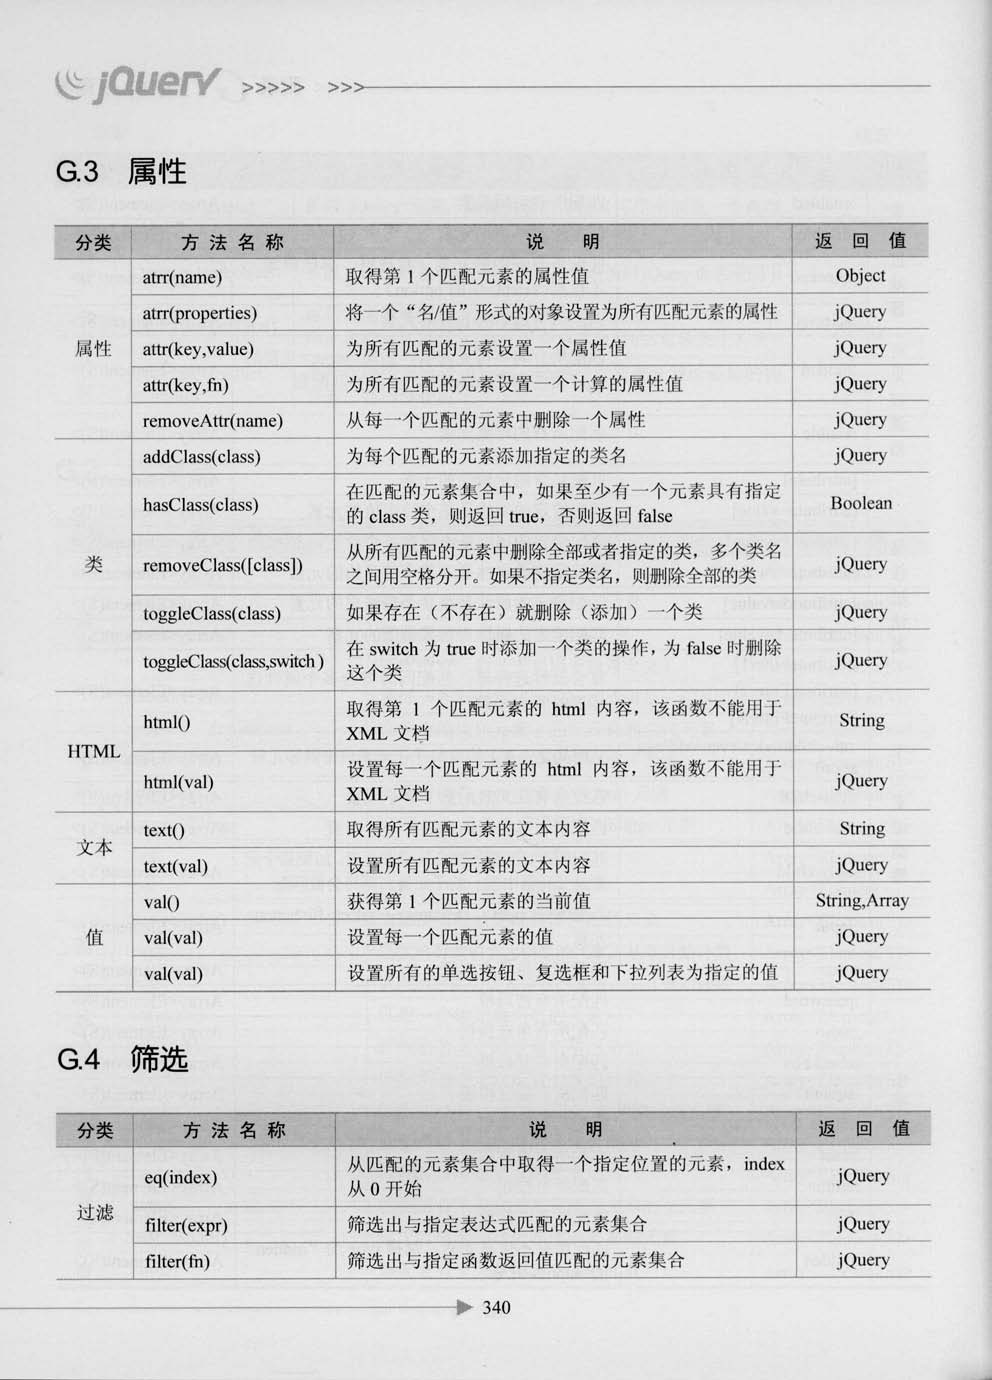 jQuery >>>>> >>>
G.3 属性
分类 方法名称 说 明 返 回 值
属性
atrr(name) 取得第 1 个匹配元素的属性值 Object
atrr(properties) 将一个“名/值”形式的对象设置为所有匹配元素的属性 jQuery
attr(key,value) 为所有匹配的元素设置一个属性值 jQuery
attr(key,fn) 为所有匹配的元素设置一个计算的属性值 jQuery
removeAttr(name) 从每一个匹配的元素中删除一个属性 jQuery
类
addClass(class) 为每个匹配的元素添加指定的类名 jQuery
hasClass(class) 在匹配的元素集合中，如果至少有一个元素具有指定
的 class 类，则返回 true，否则返回 false Boolean
removeClass([class]) 从所有匹配的元素中删除全部或者指定的类，多个类名
之间用空格分开。如果不指定类名，则删除全部的类 jQuery
toggleClass(class) 如果存在（不存在）就删除（添加）一个类 jQuery
toggleClass(class,switch ) 在 switch 为 true 时添加一个类的操作，为 false 时删除
这个类 jQuery
HTML
html() 取得第 1 个匹配元素的 html 内容，该函数不能用于
XML 文档 String
html(val) 设置每一个匹配元素的 html 内容，该函数不能用于
XML 文档 jQuery
文本
text() 取得所有匹配元素的文本内容 String
text(val) 设置所有匹配元素的文本内容 jQuery
值
val() 获得第 1 个匹配元素的当前值 String,Array
val(val) 设置每一个匹配元素的值 jQuery
val(val) 设置所有的单选按钮、复选框和下拉列表为指定的值 jQuery
G.4 筛选
分类 方法名称 说 明 返 回 值
过滤
eq(index) 从匹配的元素集合中取得一个指定位置的元素，index
从 0 开始 jQuery
filter(expr) 筛选出与指定表达式匹配的元素集合 jQuery
filter(fn) 筛选出与指定函数返回值匹配的元素集合 jQuery
340